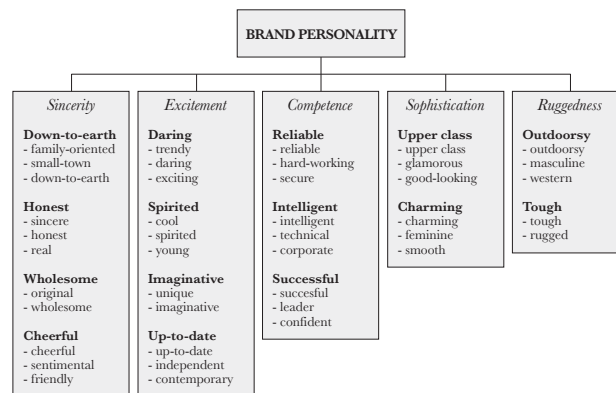 BRAND PERSONALITY
Sincerity
Down-to-earth
- family-oriented
- small-town
- down-to-earth
Honest
- sincere
- honest
- real
Wholesome
- original
- wholesome
Cheerful
- cheerful
- sentimental
- friendly
Excitement
Daring
- trendy
- daring
- exciting
Spirited
- cool
- spirited
- young
Imaginative
- unique
- imaginative
Up-to-date
- up-to-date
- independent
- contemporary
Competence
Reliable
- reliable
- hard-working
- secure
Intelligent
- intelligent
- technical
- corporate
Successful
- succesful
- leader
- confident
Sophistication
Upper class
- upper class
- glamorous
- good-looking
Charming
- charming
- feminine
- smooth
Ruggedness
Outdoorsy
- outdoorsy
- masculine
- western
Tough
- tough
- rugged